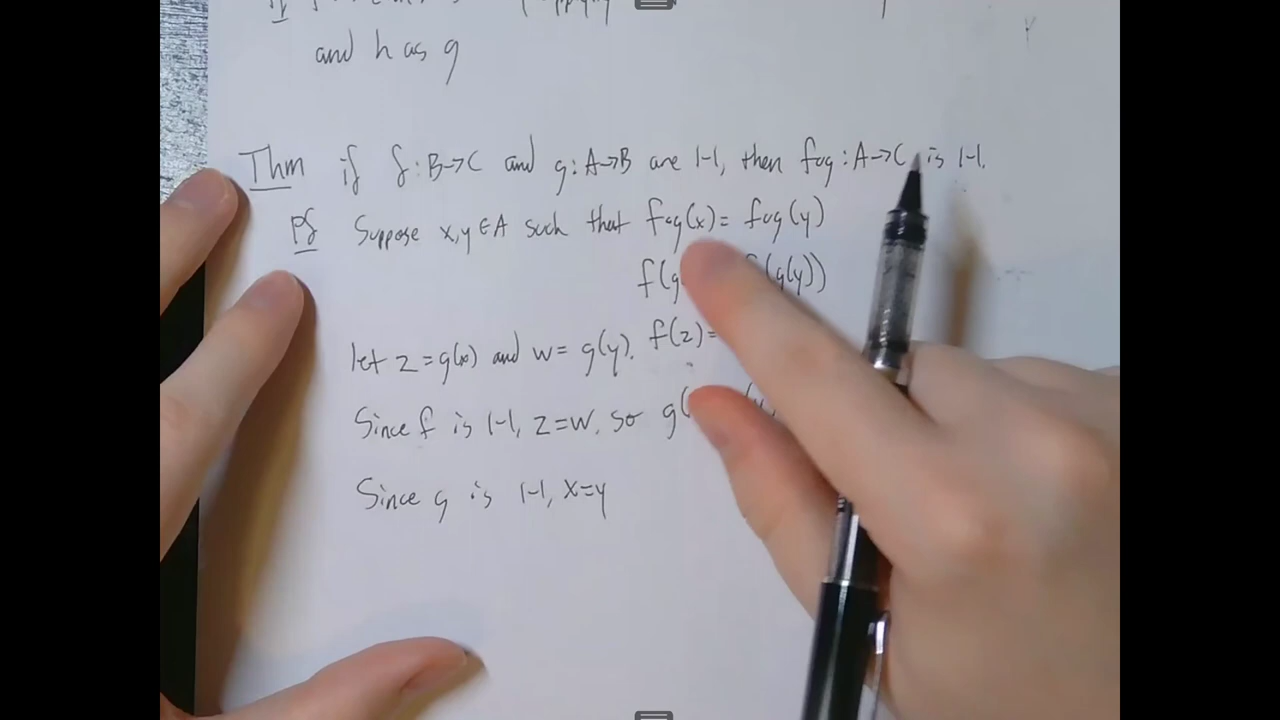 and h as g
Thm if f: B→C and g: A→B are 1-1, then f∘g: A→C is 1-1.
Pf Suppose x,y ∈ A such that f∘g(x) = f∘g(y)
f(g (g(y))
let z = g(x) and w = g(y). f(z) =
Since f is 1-1, z=w, so g(
Since g is 1-1, x=y